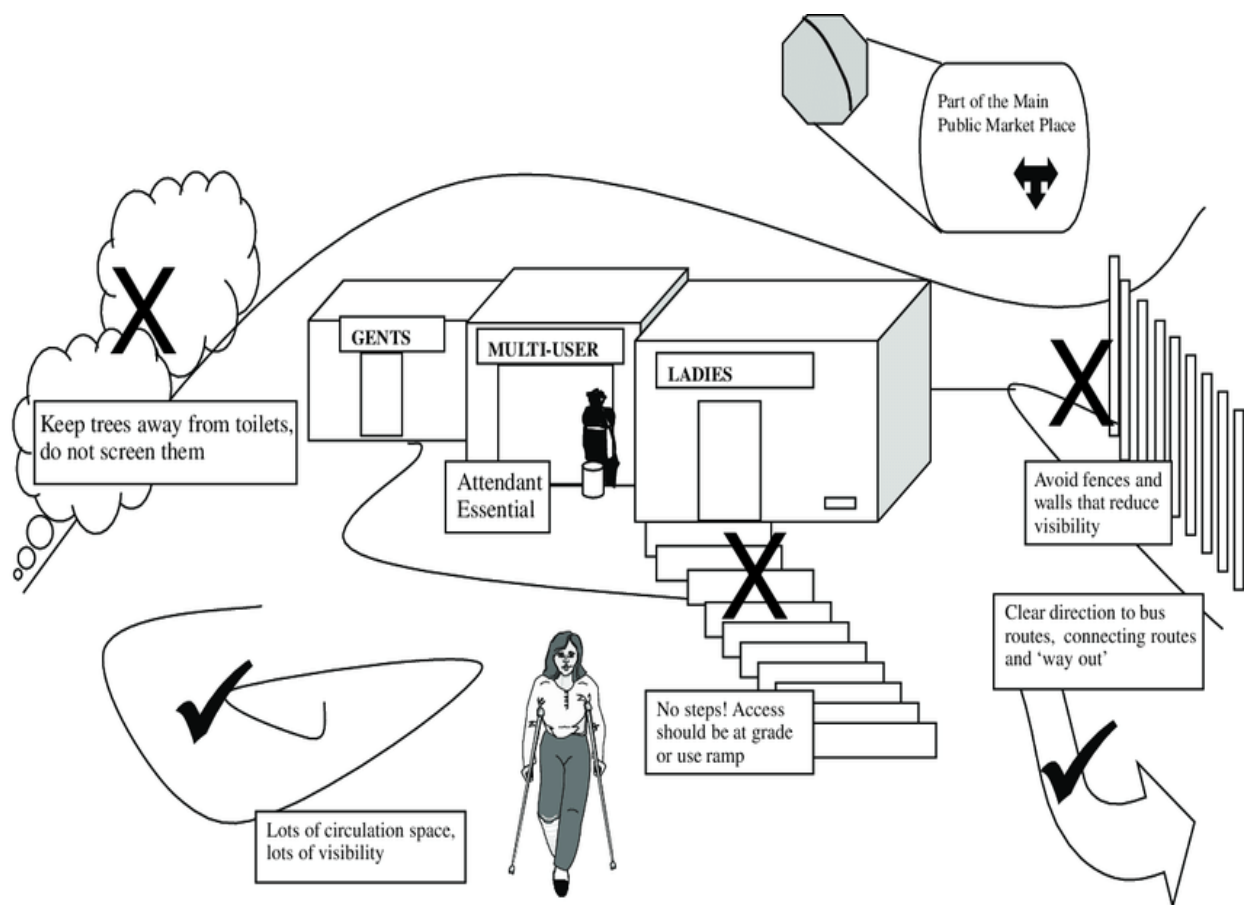 Part of the Main
Public Market Place
GENTS
MULTI-USER
LADIES
Keep trees away from toilets,
do not screen them
Attendant
Essential
Avoid fences and
walls that reduce
visibility
Clear direction to bus
routes, connecting routes
and ‘way out’
No steps! Access
should be at grade
or use ramp
Lots of circulation space,
lots of visibility